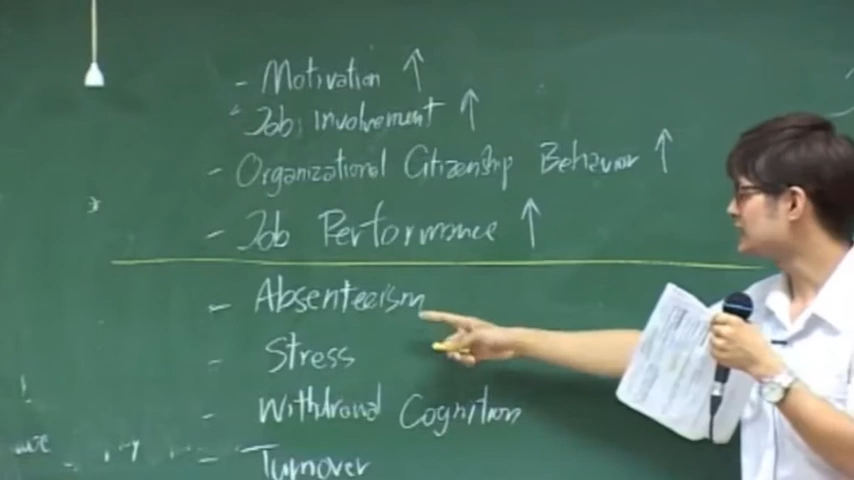 - Motivation ↑
- Job Involvement ↑
- Organizational Citizenship Behavior ↑
- Job Performance ↑
- Absenteeism
- Stress
- Withdrawal Cognition
- Turnover